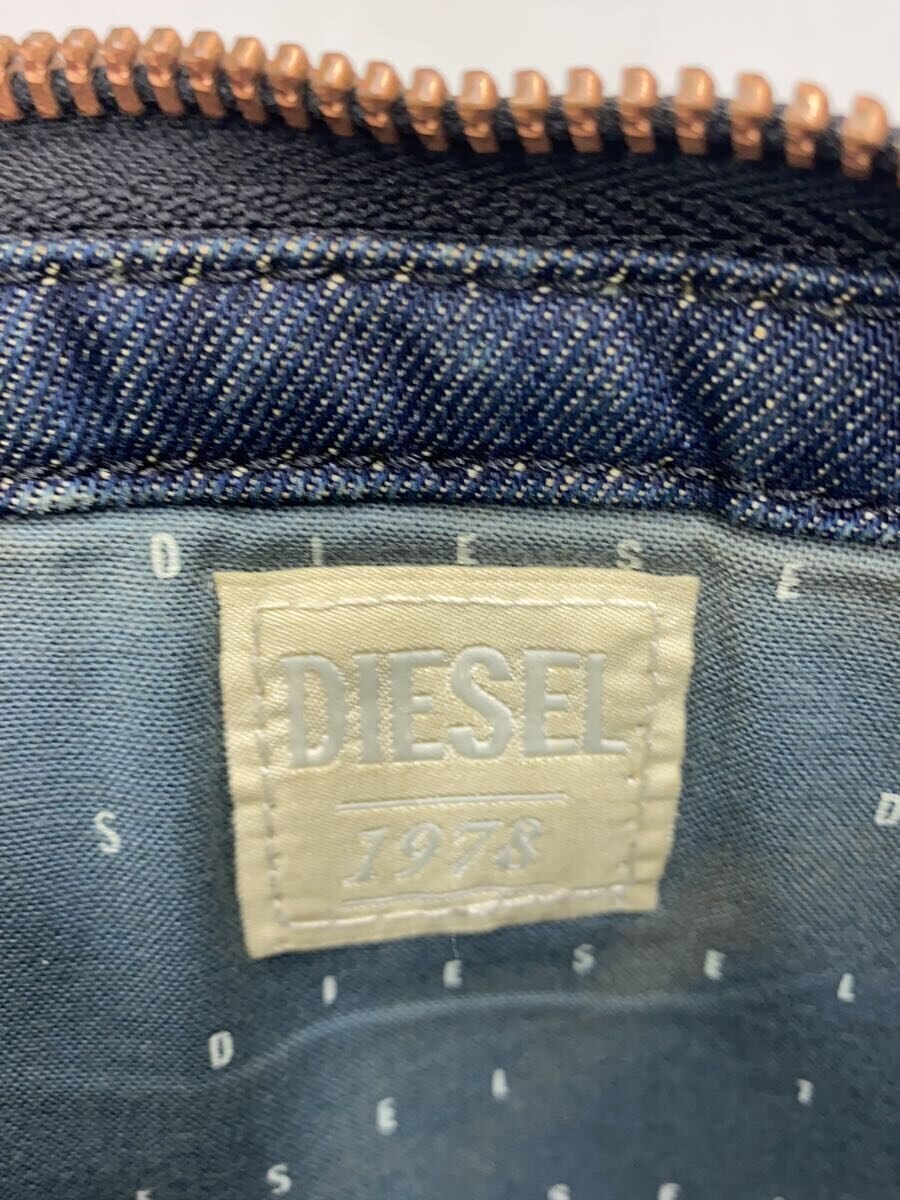 D I E S E
DIESEL
1978
S D
D I E S E L
E L
E S S E